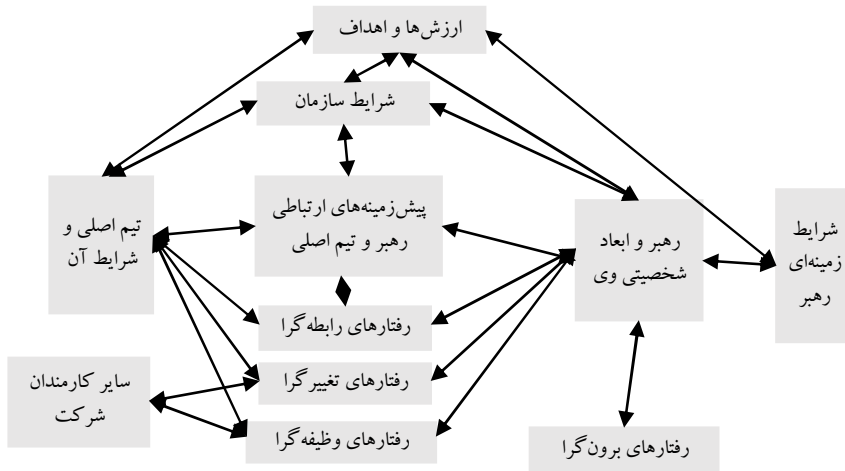 ارزش‌ها و اهداف
شرایط سازمان
شرایط
زمینه‌ای
رهبر
رهبر و ابعاد
شخصیتی وی
پیش‌زمینه‌های ارتباطی
رهبر و تیم اصلی
تیم اصلی و
شرایط آن
رفتارهای رابطه‌گرا
رفتارهای تغییرگرا
رفتارهای وظیفه‌گرا
سایر کارمندان
شرکت
رفتارهای برون‌گرا